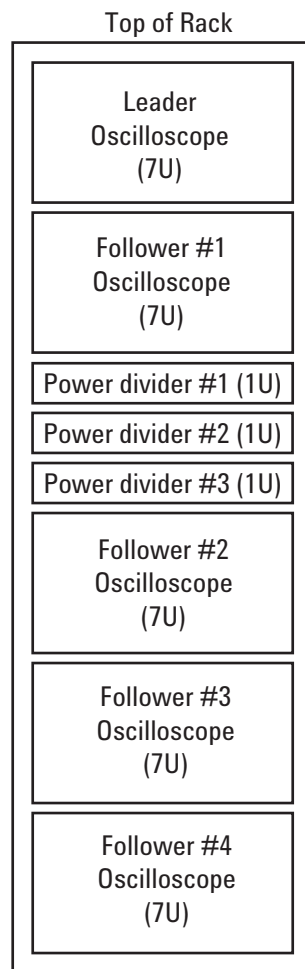 Top of Rack
Leader
Oscilloscope
(7U)
Follower #1
Oscilloscope
(7U)
Power divider #1 (1U)
Power divider #2 (1U)
Power divider #3 (1U)
Follower #2
Oscilloscope
(7U)
Follower #3
Oscilloscope
(7U)
Follower #4
Oscilloscope
(7U)